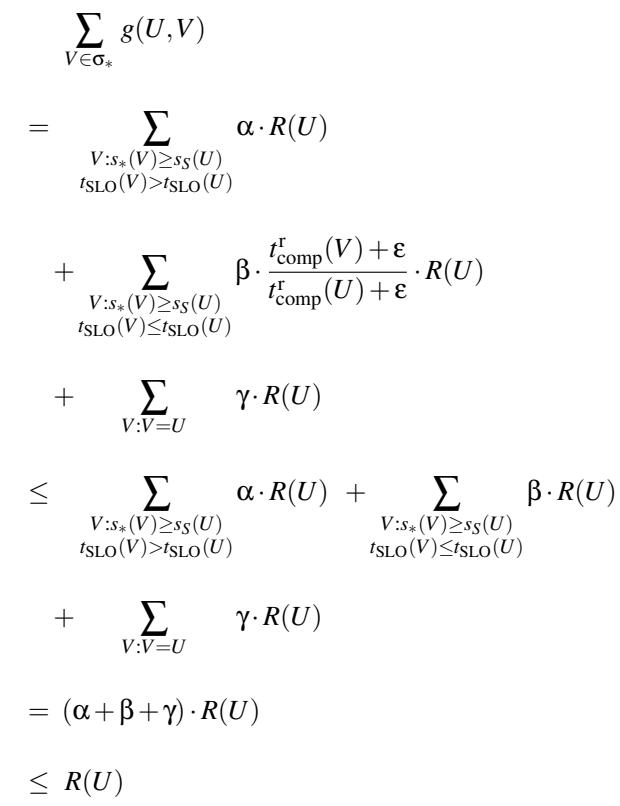 ∑_{V∈σ_*} g(U,V)
= ∑_{V:s_*(V)≥s_S(U), t_SLO(V)>t_SLO(U)} α·R(U)
+ ∑_{V:s_*(V)≥s_S(U), t_SLO(V)≤t_SLO(U)} β· (t^r_comp(V)+ε)/(t^r_comp(U)+ε) ·R(U)
+ ∑_{V:V=U} γ·R(U)
≤ ∑_{V:s_*(V)≥s_S(U), t_SLO(V)>t_SLO(U)} α·R(U) + ∑_{V:s_*(V)≥s_S(U), t_SLO(V)≤t_SLO(U)} β·R(U)
+ ∑_{V:V=U} γ·R(U)
= (α+β+γ)·R(U)
≤ R(U)